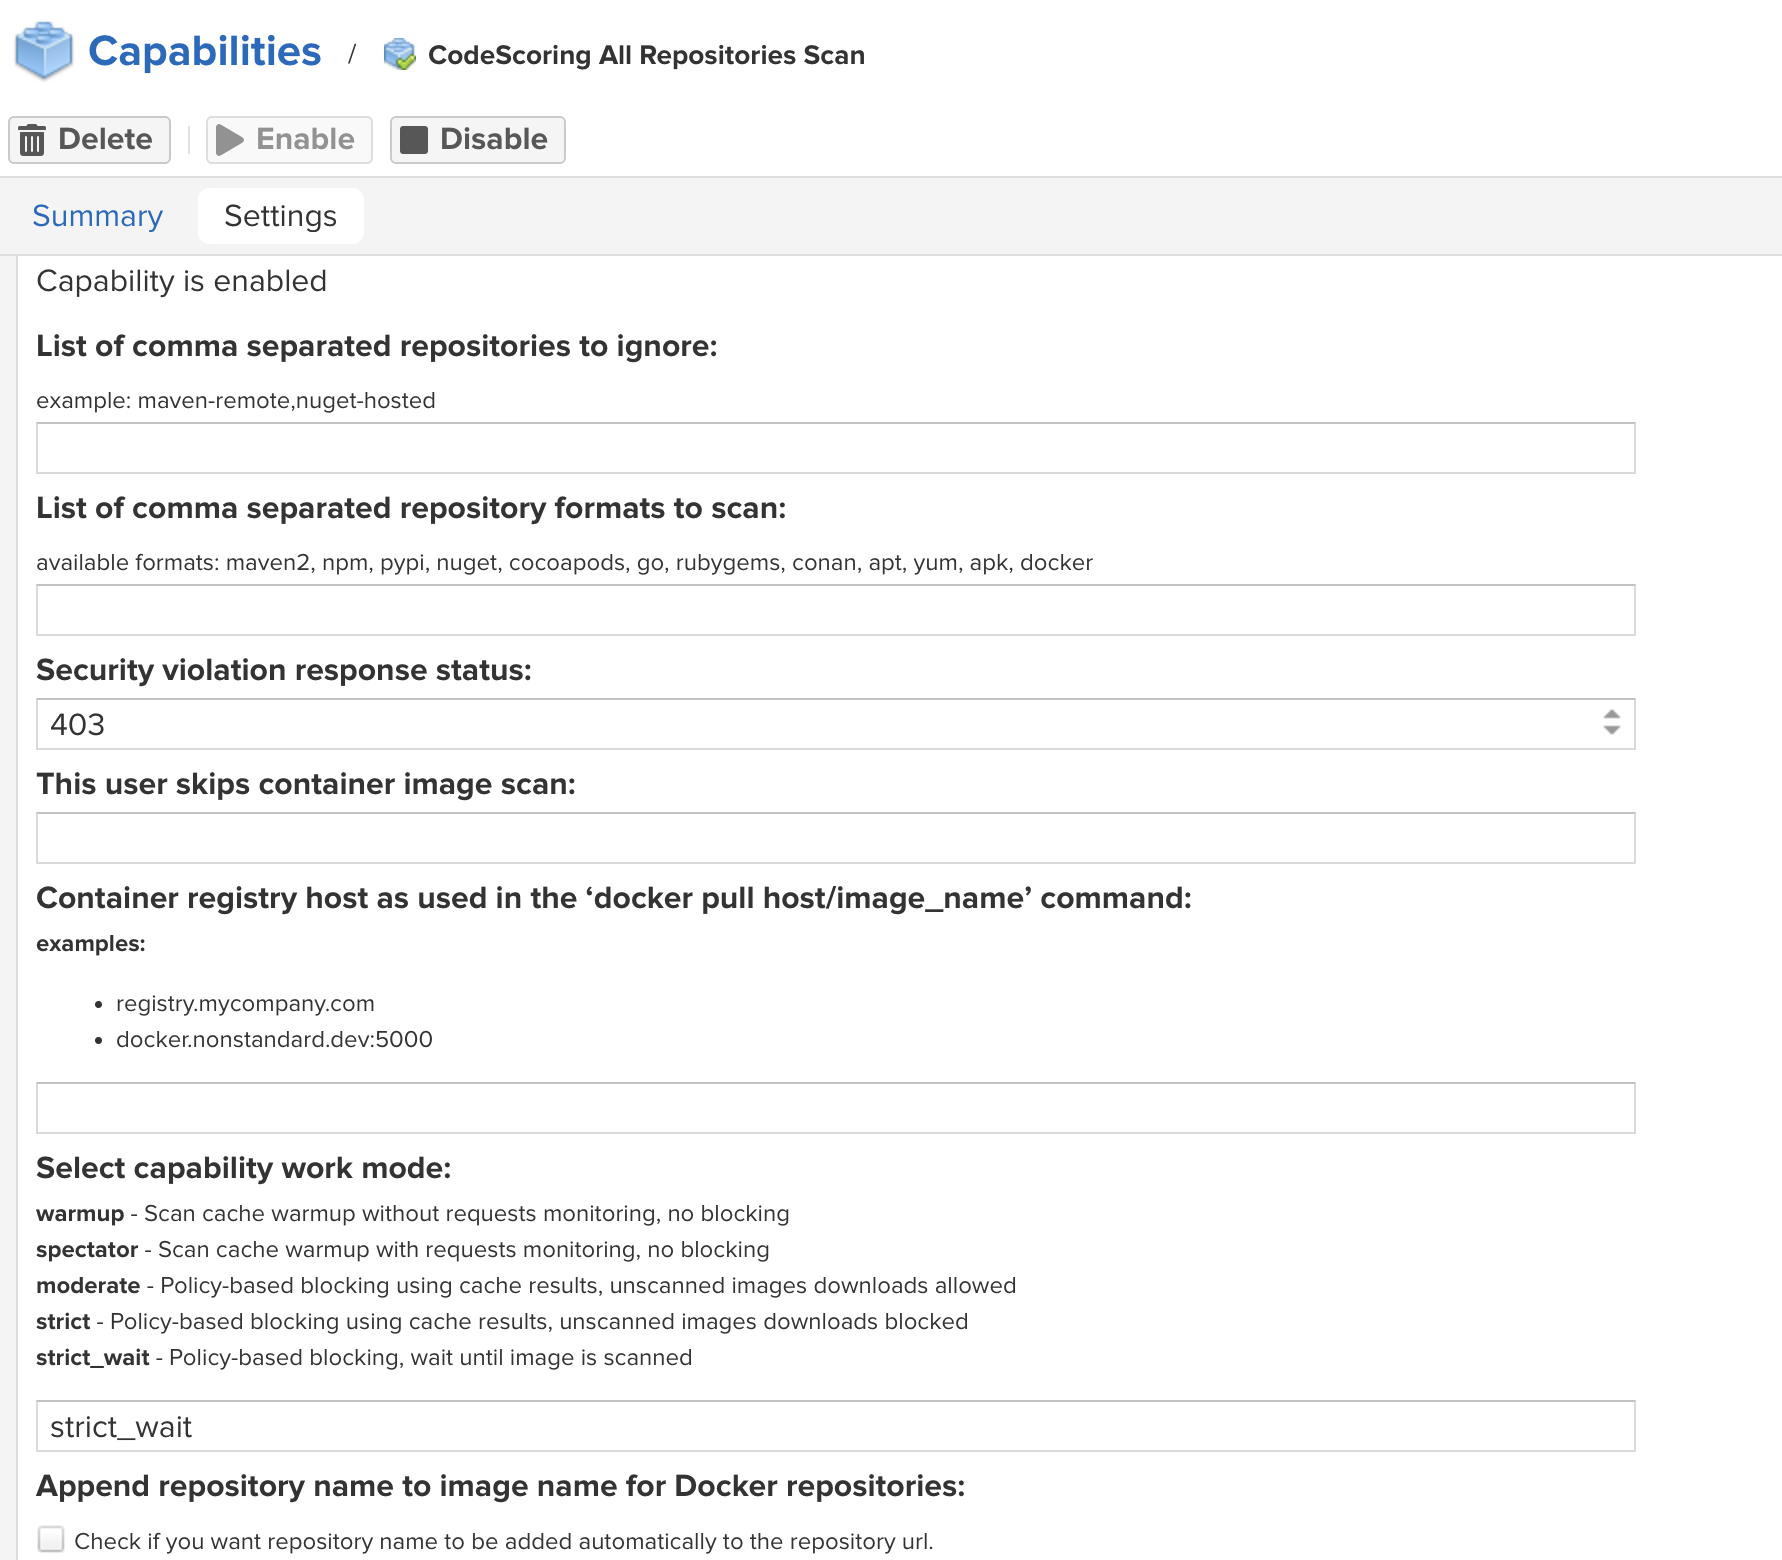 Capabilities / CodeScoring All Repositories Scan
Delete Enable Disable
Summary Settings
Capability is enabled
List of comma separated repositories to ignore:
example: maven-remote,nuget-hosted
List of comma separated repository formats to scan:
available formats: maven2, npm, pypi, nuget, cocoapods, go, rubygems, conan, apt, yum, apk, docker
Security violation response status:
403
This user skips container image scan:
Container registry host as used in the ‘docker pull host/image_name’ command:
examples:
• registry.mycompany.com
• docker.nonstandard.dev:5000
Select capability work mode:
warmup - Scan cache warmup without requests monitoring, no blocking
spectator - Scan cache warmup with requests monitoring, no blocking
moderate - Policy-based blocking using cache results, unscanned images downloads allowed
strict - Policy-based blocking using cache results, unscanned images downloads blocked
strict_wait - Policy-based blocking, wait until image is scanned
strict_wait
Append repository name to image name for Docker repositories:
Check if you want repository name to be added automatically to the repository url.